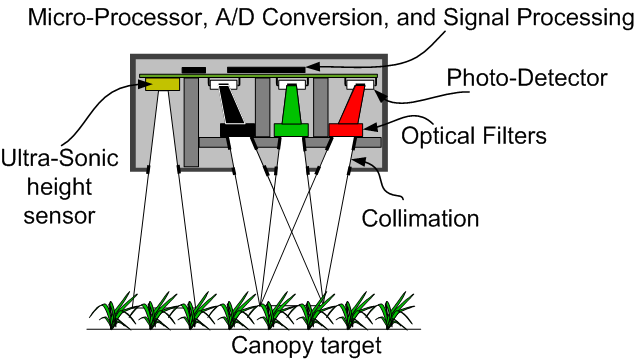 Micro-Processor, A/D Conversion, and Signal Processing
Photo-Detector
Optical Filters
Ultra-Sonic
height
sensor
Collimation
Canopy target